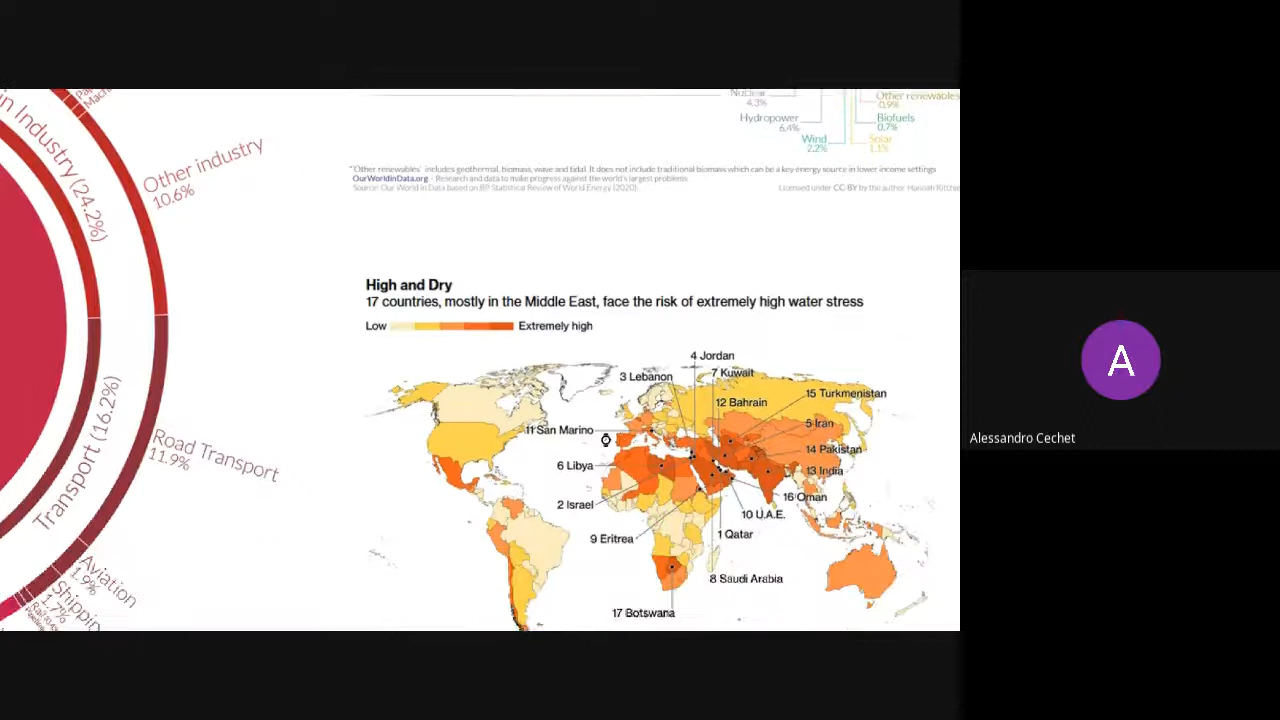 in Industry (24.2%)
Other industry
10.6%
Transport (16.2%)
Road Transport
11.9%
Aviation
1.9%
Shipping
1.7%
Nuclear
4.3%
Hydropower
6.4%
Wind
2.2%
Other renewables
0.9%
Biofuels
0.7%
Solar
1.1%
*'Other renewables' includes geothermal, biomass, wave and tidal. It does not include traditional biomass which can be a key energy source in lower income settings
OurWorldinData.org - Research and data to make progress against the world's largest problems
Source: Our World in Data based on BP Statistical Review of World Energy (2020).
Licensed under CC-BY by the author Hannah Ritchie
High and Dry
17 countries, mostly in the Middle East, face the risk of extremely high water stress
Low
Extremely high
4 Jordan
3 Lebanon
7 Kuwait
15 Turkmenistan
12 Bahrain
5 Iran
11 San Marino
14 Pakistan
6 Libya
13 India
16 Oman
2 Israel
10 U.A.E.
9 Eritrea
1 Qatar
8 Saudi Arabia
17 Botswana
A
Alessandro Cechet